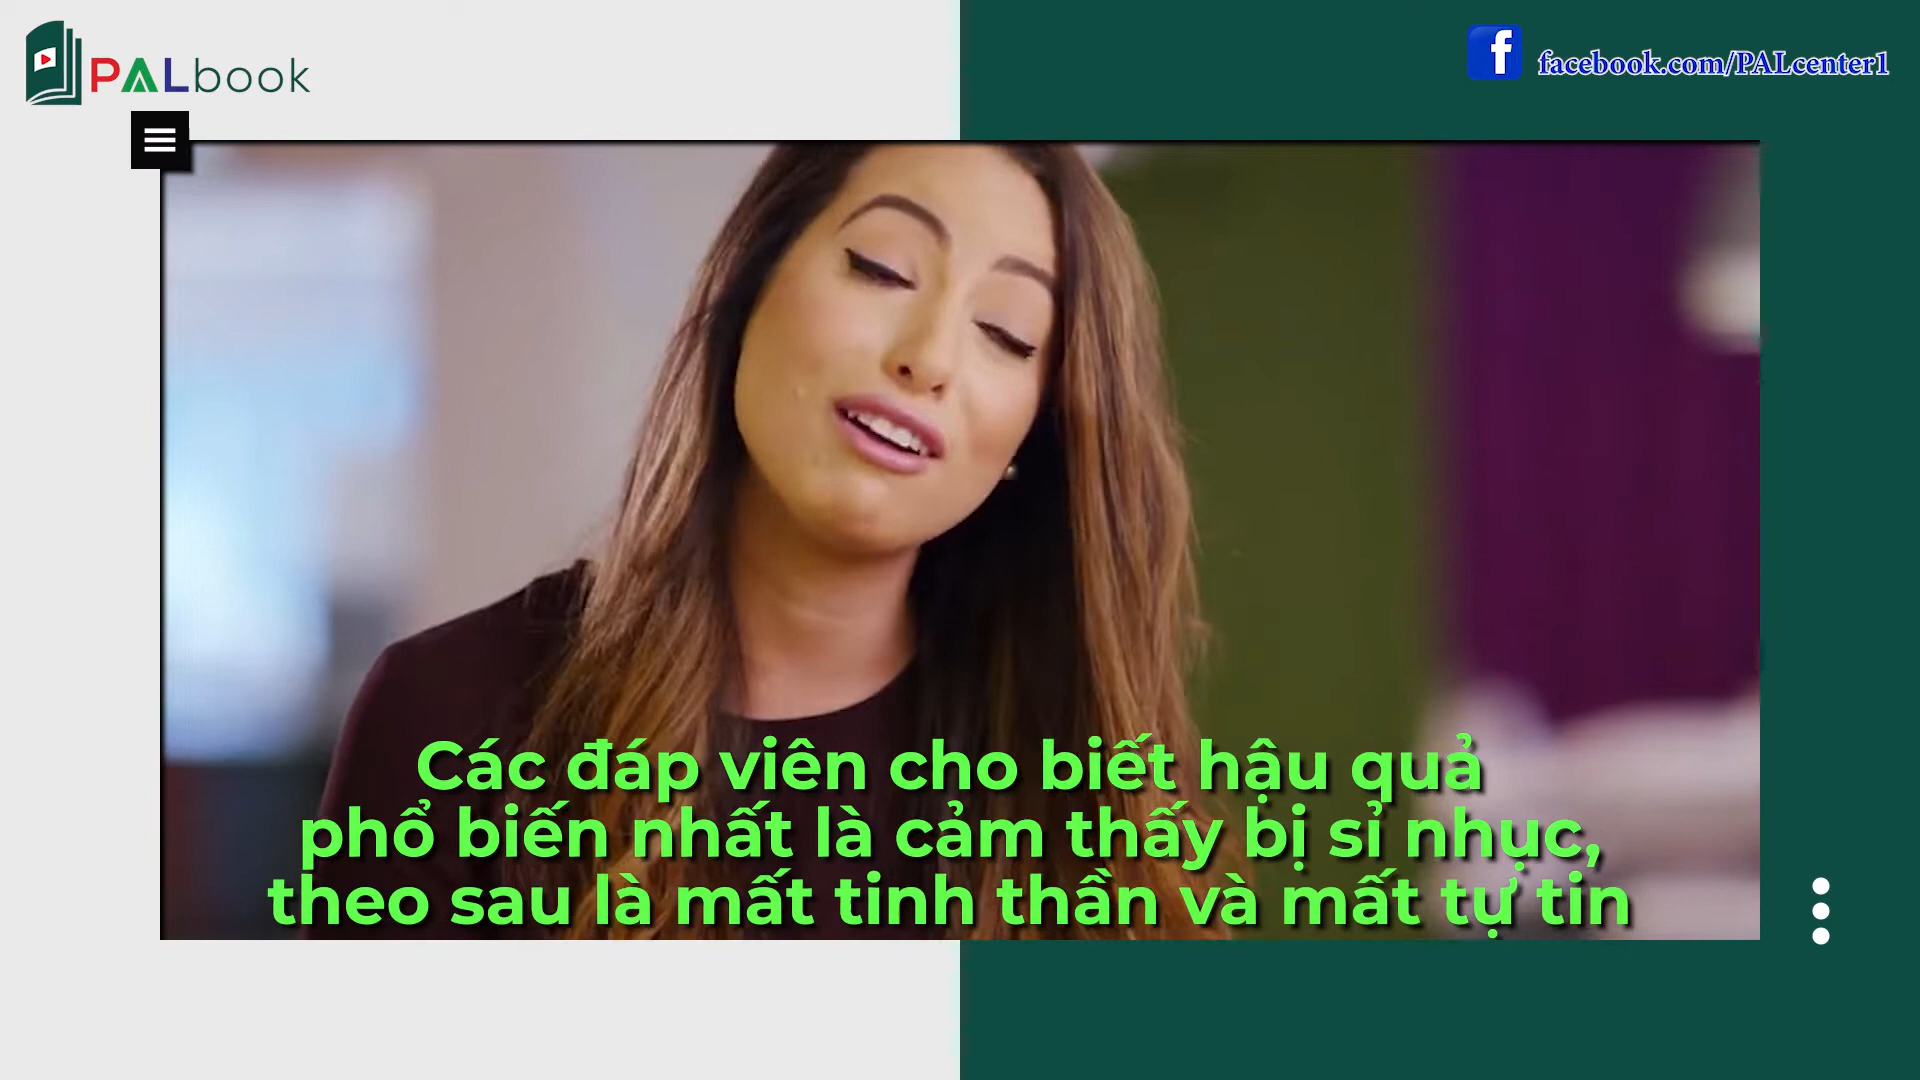 PALbook
facebook.com/PALcenter1
Các đáp viên cho biết hậu quả
phổ biến nhất là cảm thấy bị sỉ nhục,
theo sau là mất tinh thần và mất tự tin